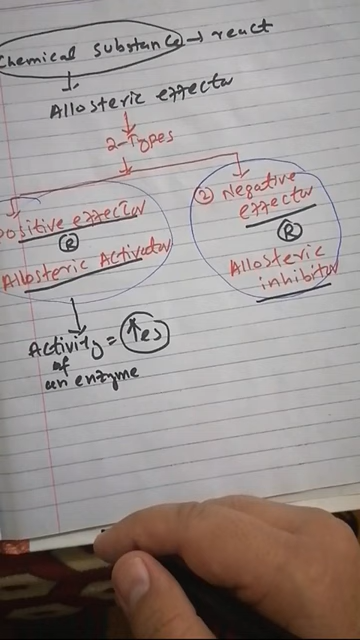 Chemical substance → react
Allosteric effector
2-Types
Positive effector
(R)
Allosteric Activator
② Negative
effector
(R)
Allosteric
inhibitor
Activity = ↑es
of
an enzyme